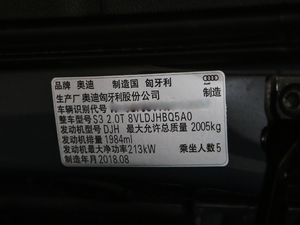 品牌 奥迪 制造国 匈牙利 制造
生产厂奥迪匈牙利股份公司
车辆识别代号
整车型号S3 2.0T 8VLDJHBQ5A0
发动机型号 DJH 最大允许总质量 2005kg
发动机排量 1984ml
发动机最大净功率213kW 乘坐人数5
制造年月2018.08